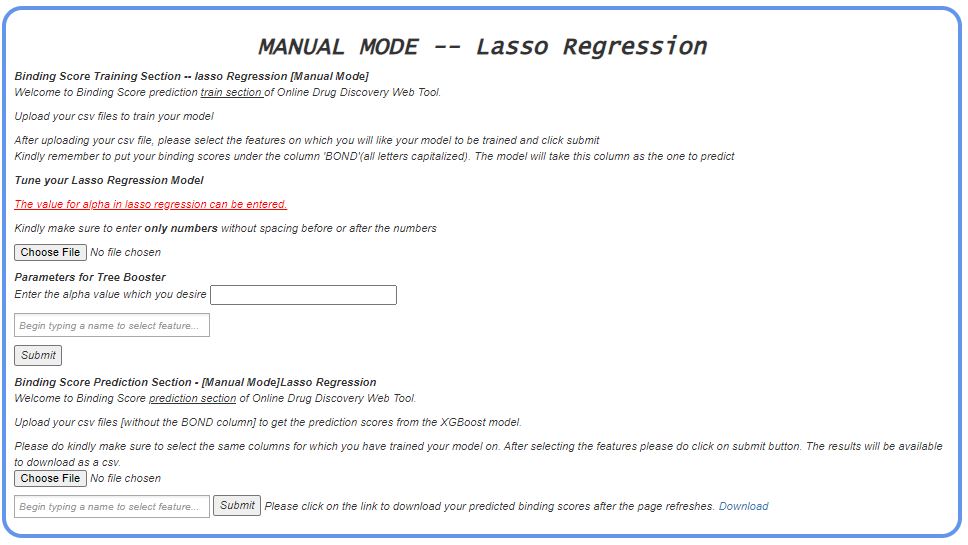 MANUAL MODE -- Lasso Regression
Binding Score Training Section -- lasso Regression [Manual Mode]
Welcome to Binding Score prediction train section of Online Drug Discovery Web Tool.
Upload your csv files to train your model
After uploading your csv file, please select the features on which you will like your model to be trained and click submit
Kindly remember to put your binding scores under the column 'BOND'(all letters capitalized). The model will take this column as the one to predict
Tune your Lasso Regression Model
The value for alpha in lasso regression can be entered.
Kindly make sure to enter only numbers without spacing before or after the numbers
Choose File No file chosen
Parameters for Tree Booster
Enter the alpha value which you desire
Begin typing a name to select feature...
Submit
Binding Score Prediction Section - [Manual Mode]Lasso Regression
Welcome to Binding Score prediction section of Online Drug Discovery Web Tool.
Upload your csv files [without the BOND column] to get the prediction scores from the XGBoost model.
Please do kindly make sure to select the same columns for which you have trained your model on. After selecting the features please do click on submit button. The results will be available
to download as a csv.
Choose File No file chosen
Begin typing a name to select feature... Submit Please click on the link to download your predicted binding scores after the page refreshes. Download